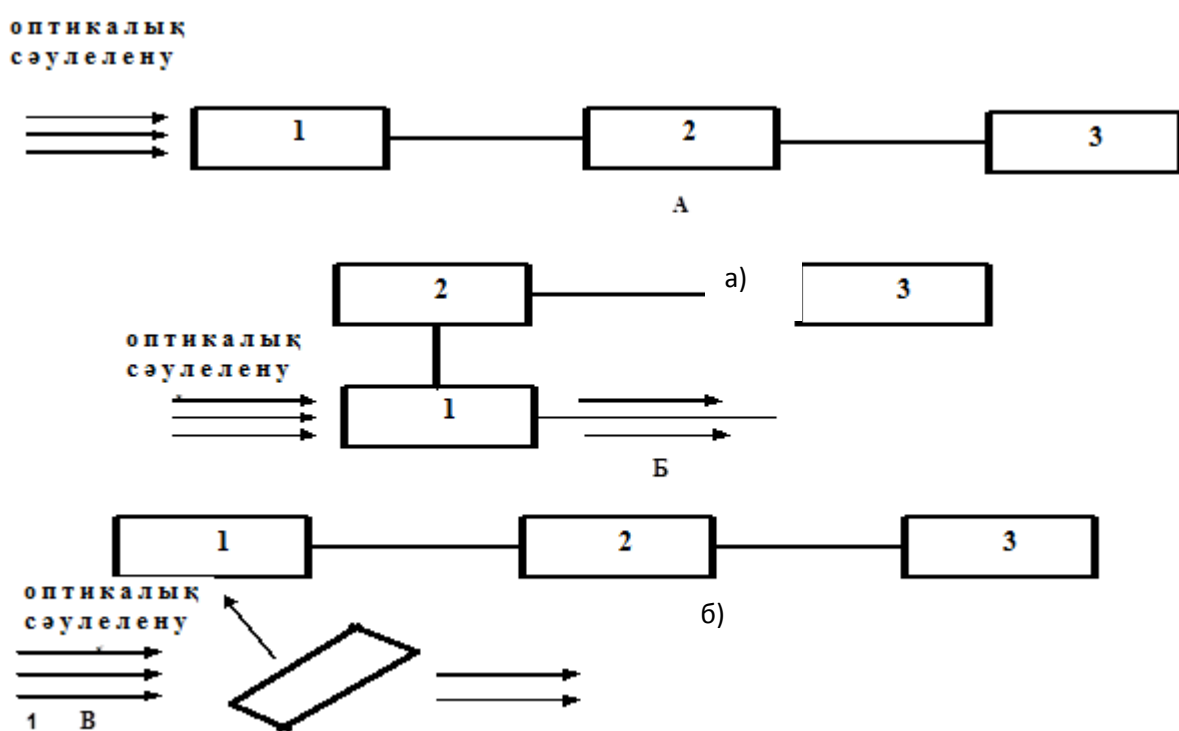 оптикалық
сәулелену
1 2 3
А
2 а) 3
оптикалық
сәулелену
1
Б
1 2 3
оптикалық
сәулелену
б)
1 В